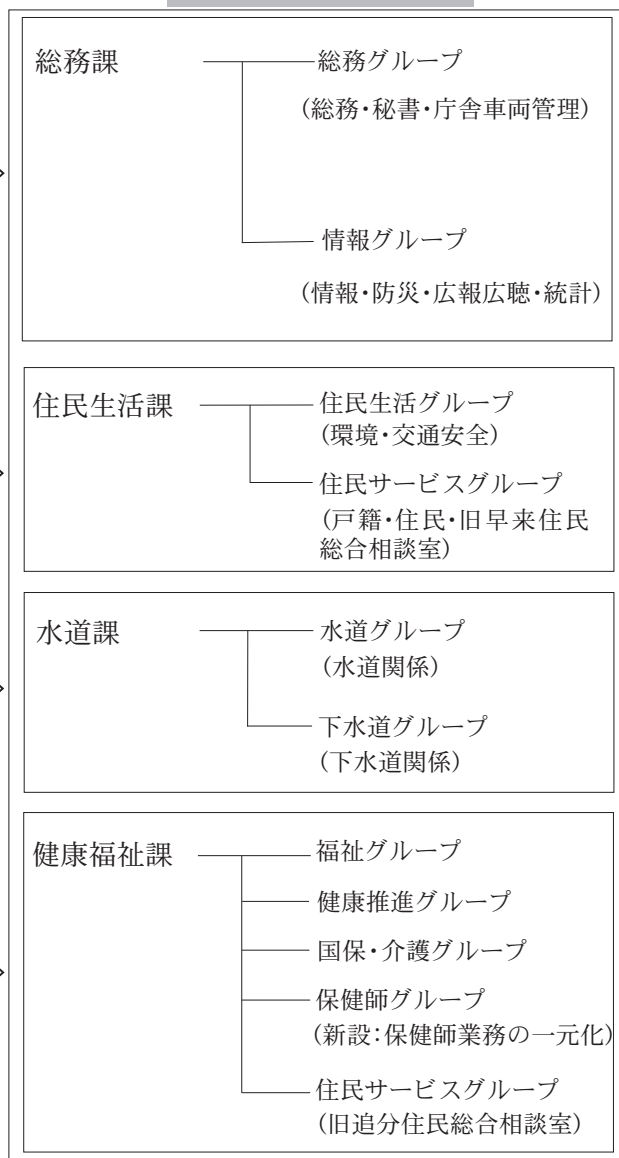 総務課
総務グループ
(総務・秘書・庁舎車両管理)
情報グループ
(情報・防災・広報広聴・統計)
住民生活課
住民生活グループ
(環境・交通安全)
住民サービスグループ
(戸籍・住民・旧早来住民
総合相談室)
水道課
水道グループ
(水道関係)
下水道グループ
(下水道関係)
健康福祉課
福祉グループ
健康推進グループ
国保・介護グループ
保健師グループ
(新設:保健師業務の一元化)
住民サービスグループ
(旧追分住民総合相談室)